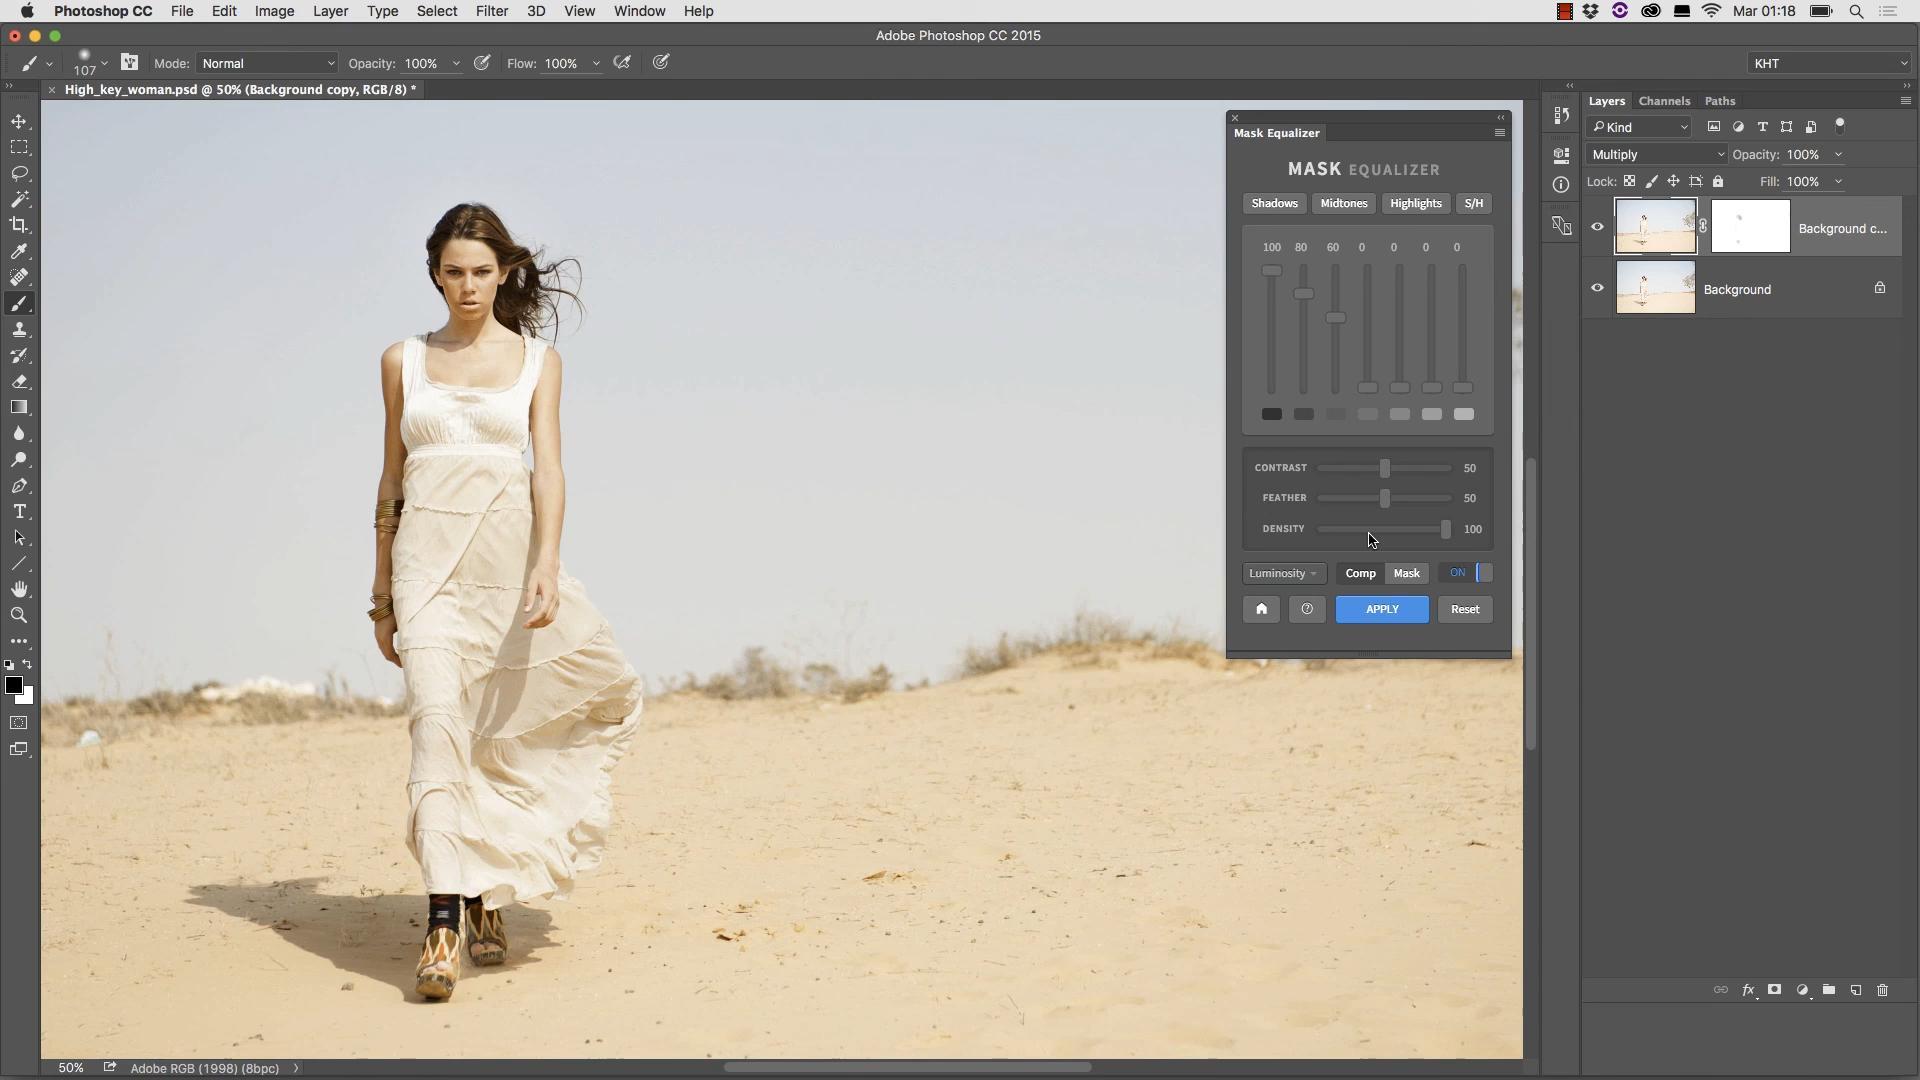 Photoshop CC File Edit Image Layer Type Select Filter 3D View Window Help Mar 01:18
Adobe Photoshop CC 2015
107 Mode: Normal Opacity: 100% Flow: 100% KHT
High_key_woman.psd @ 50% (Background copy, RGB/8) *
Layers Channels Paths
Kind
Multiply Opacity: 100%
Lock: Fill: 100%
Background c...
Background
Mask Equalizer
MASK EQUALIZER
Shadows Midtones Highlights S/H
100 80 60 0 0 0 0
CONTRAST 50
FEATHER 50
DENSITY 100
Luminosity Comp Mask ON
APPLY Reset
50% Adobe RGB (1998) (8bpc)